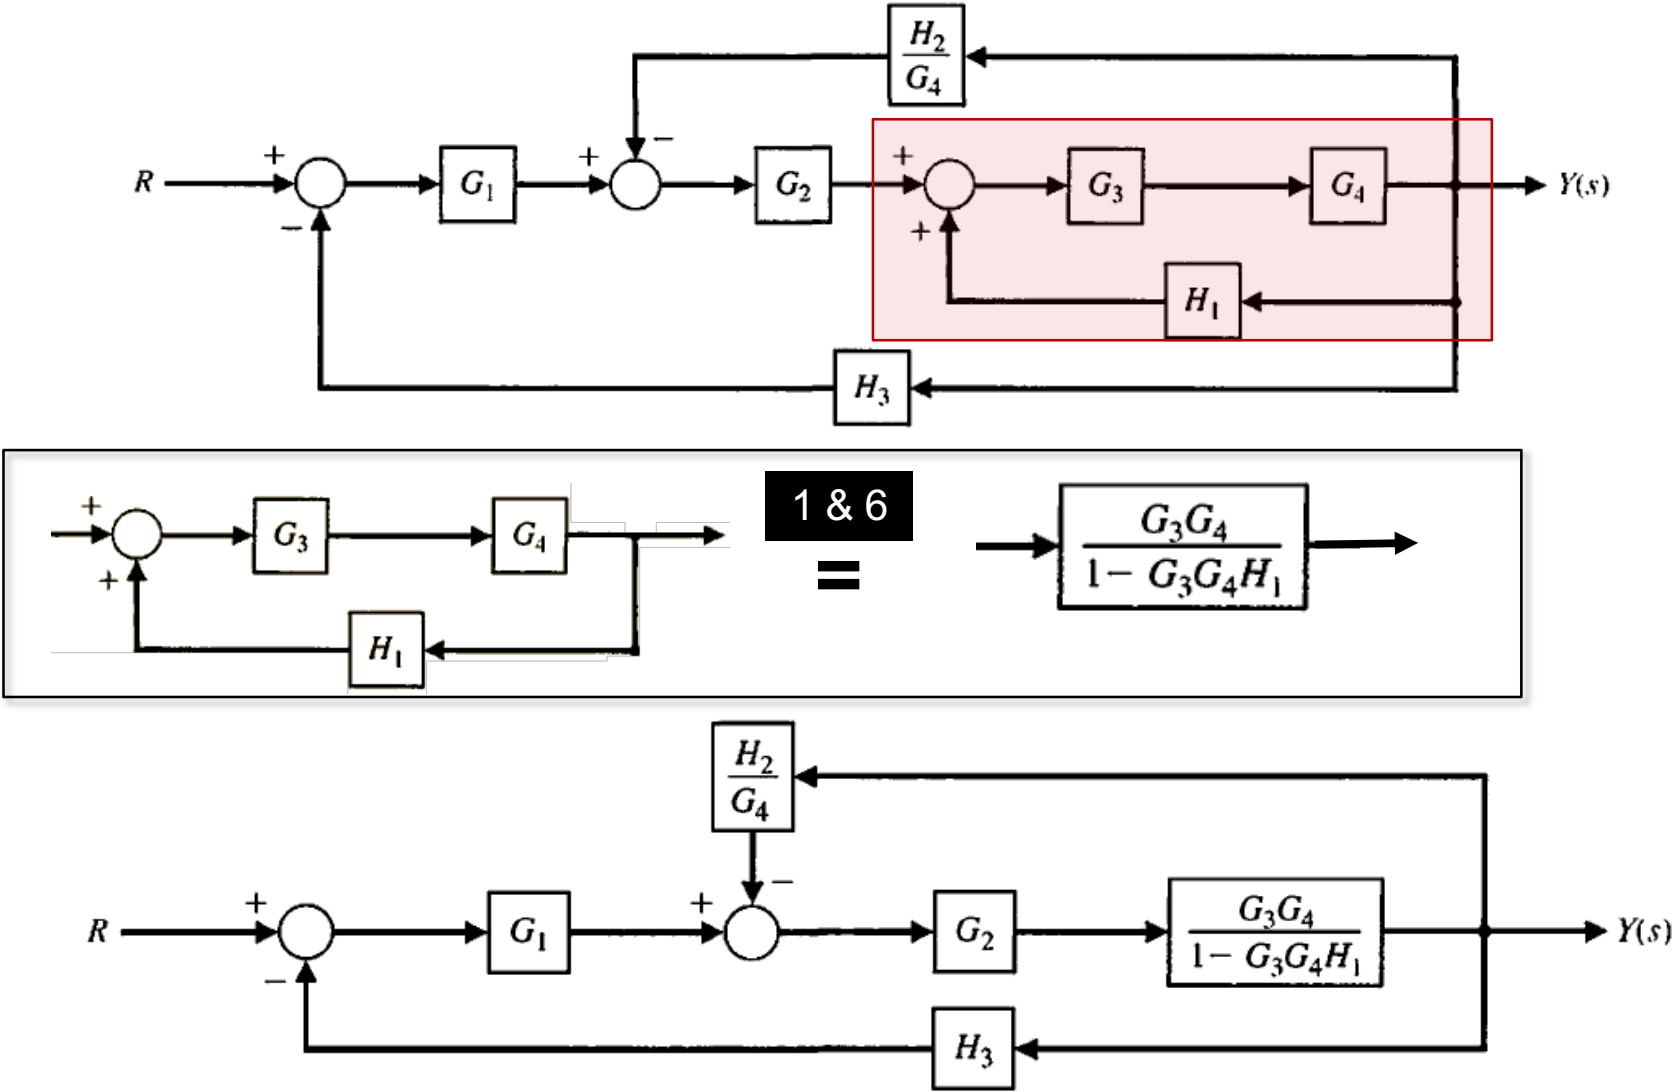 H₂
G₄
+ −
R + G₁ + G₂ + G₃ G₄ Y(s)
− +
H₁
H₃
+ G₃ G₄
+
H₁
1 & 6
=
G₃G₄
1− G₃G₄H₁
H₂
G₄
−
R + G₁ + G₂ G₃G₄ Y(s)
1− G₃G₄H₁
−
H₃